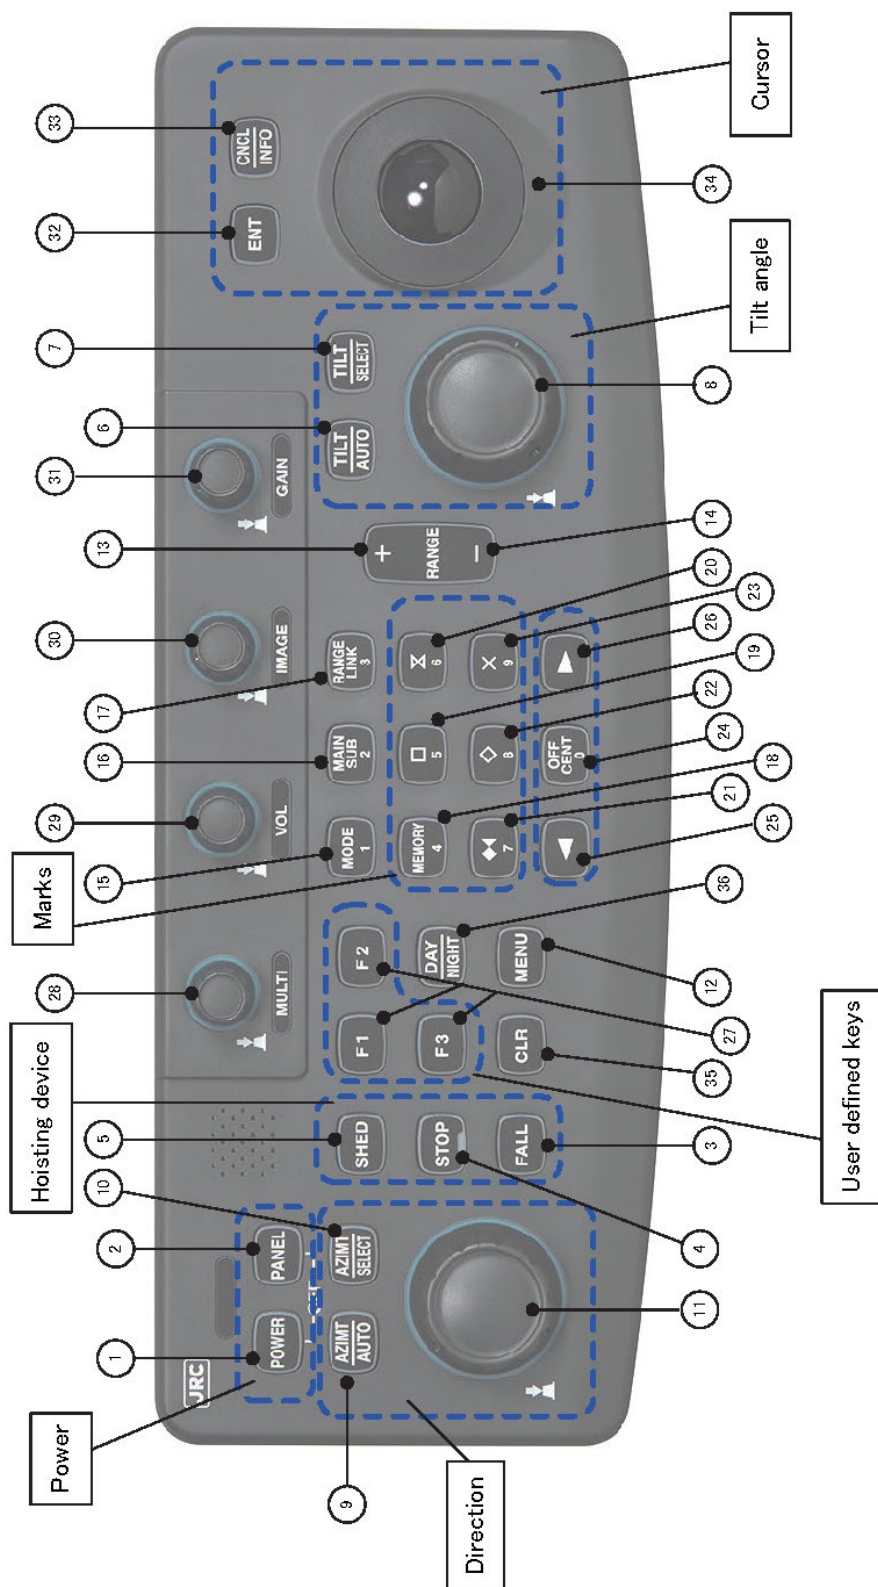 Power
Hoisting device
Marks
1
2
10
5
28
29
15
16
30
17
13
31
6
7
32
33
JRC
POWER
PANEL
MULTI
VOL
IMAGE
GAIN
ENT
CNCL
INFO
9
AZIMT
AUTO
AZIMT
SELECT
SHED
F1
F2
MODE
1
MAIN
SUB
2
RANGE
LINK
3
+
RANGE
−
TILT
AUTO
TILT
SELECT
STOP
F3
DAY
NIGHT
MEMORY
4
5
6
FALL
CLR
MENU
7
8
9
OFF
CENT
0
Direction
11
4
3
35
27
12
36
25
21
18
24
22
19
26
23
20
14
8
34
User defined keys
Tilt angle
Cursor